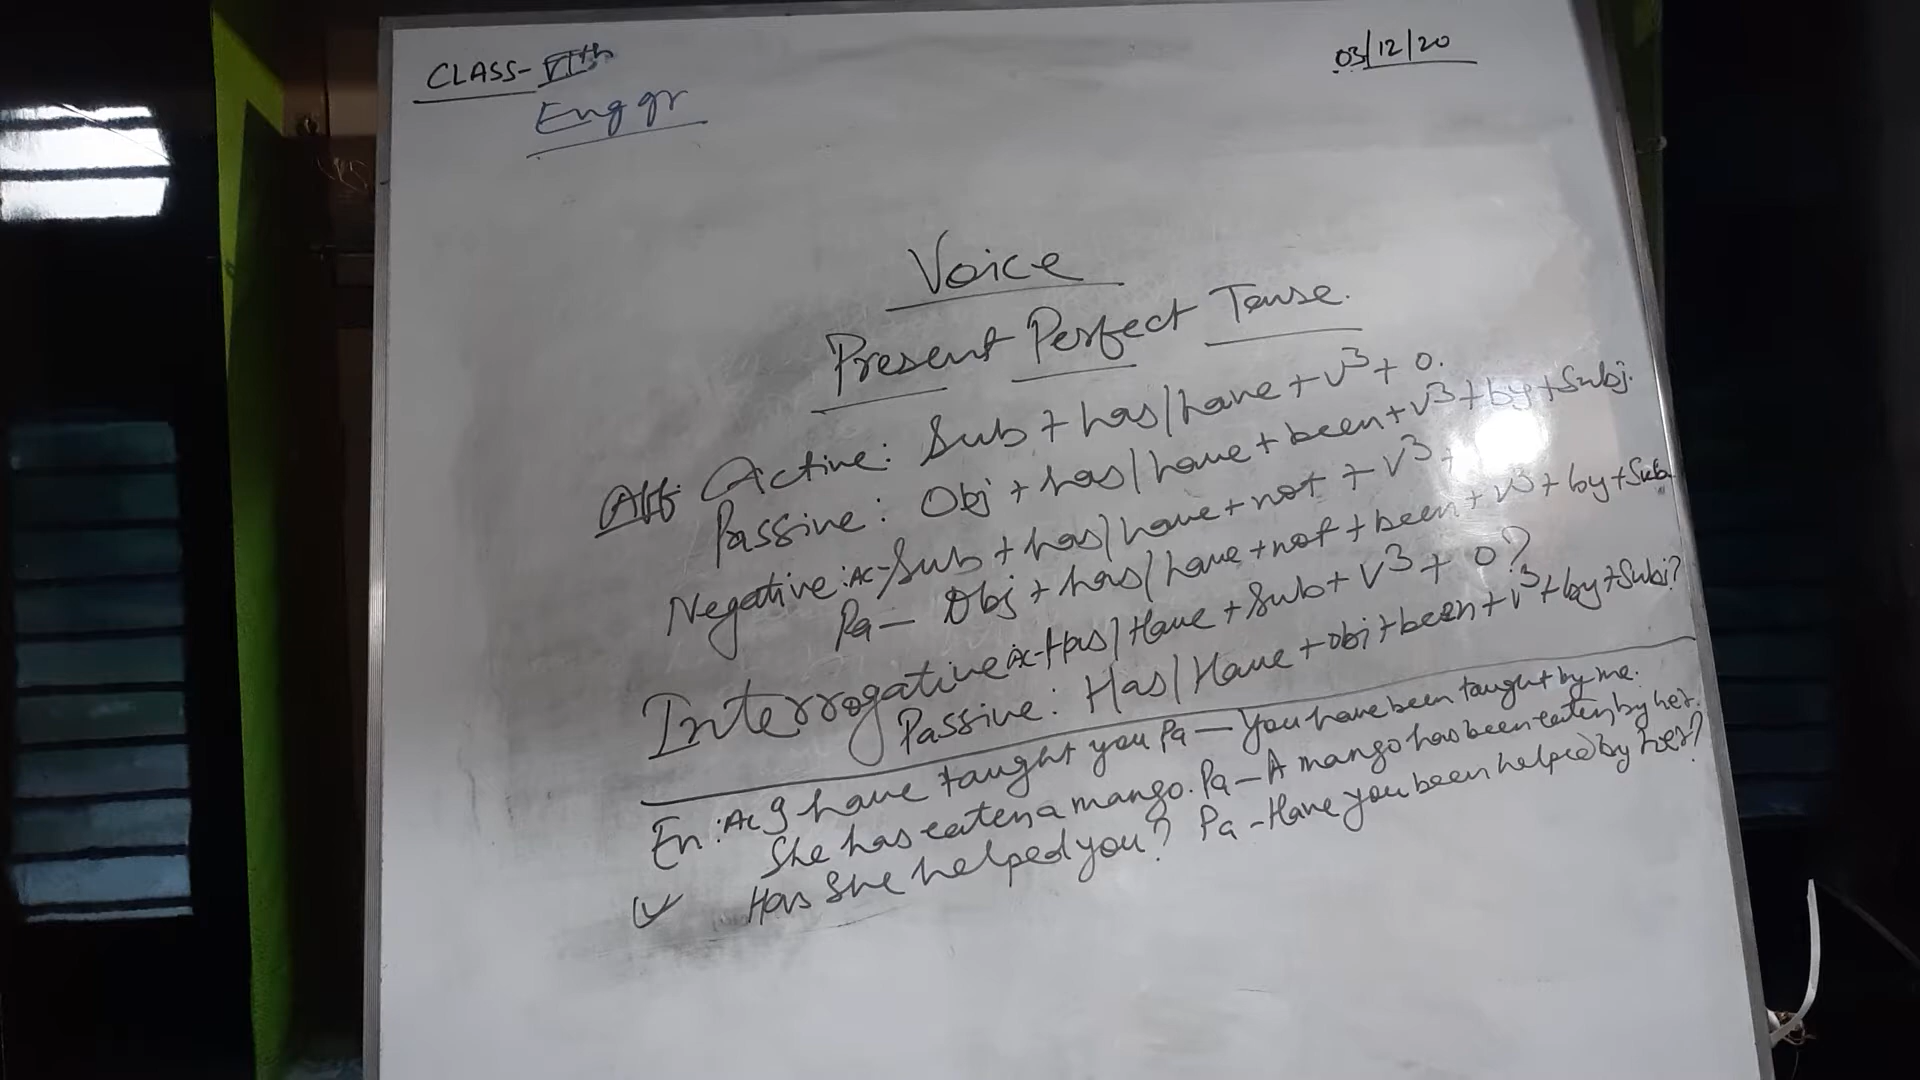 CLASS-VIth
03/12/20
Eng gr
Voice
Present Perfect Tense.
Aff. Active: Sub + has/have + V3 + O.
Passive: Obj + has/have + been + V3 + by + Subj.
Negative: Ac- Sub + has/have + not + V3 +
Pa- Obj + has/have + not + been + V3 + by + Sub
Interrogative Ac- Has/Have + Sub + V3 + O?
Passive: Has/Have + obj + been + V3 + by + Subj?
En: Ac I have taught you Pa- You have been taught by me.
She has eaten a mango. Pa- A mango has been eaten by her.
Has She helped you? Pa- Have you been helped by her?